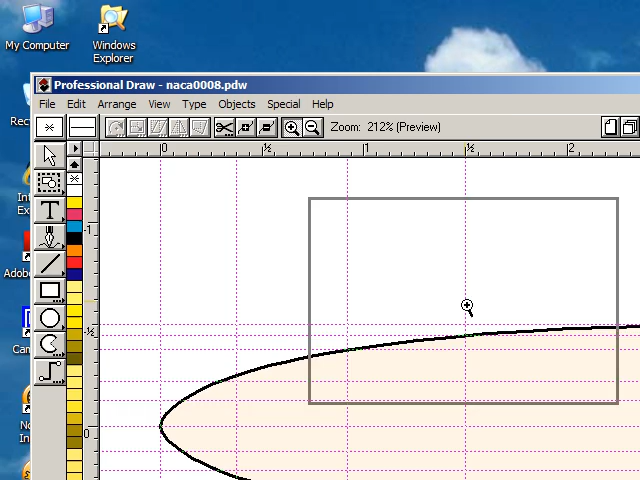 My Computer
Windows
Explorer
Professional Draw - naca0008.pdw
File Edit Arrange View Type Objects Special Help
Zoom: 212% (Preview)
0 ½ 1 ½ 2
1
½
0
T
Adobe